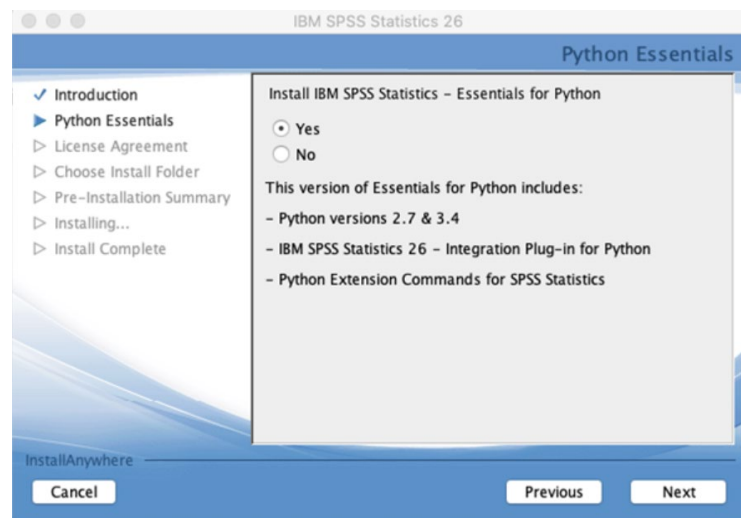 IBM SPSS Statistics 26
Python Essentials
Introduction
Python Essentials
License Agreement
Choose Install Folder
Pre-Installation Summary
Installing...
Install Complete
Install IBM SPSS Statistics – Essentials for Python
Yes
No
This version of Essentials for Python includes:
– Python versions 2.7 & 3.4
– IBM SPSS Statistics 26 – Integration Plug-in for Python
– Python Extension Commands for SPSS Statistics
InstallAnywhere
Cancel
Previous
Next